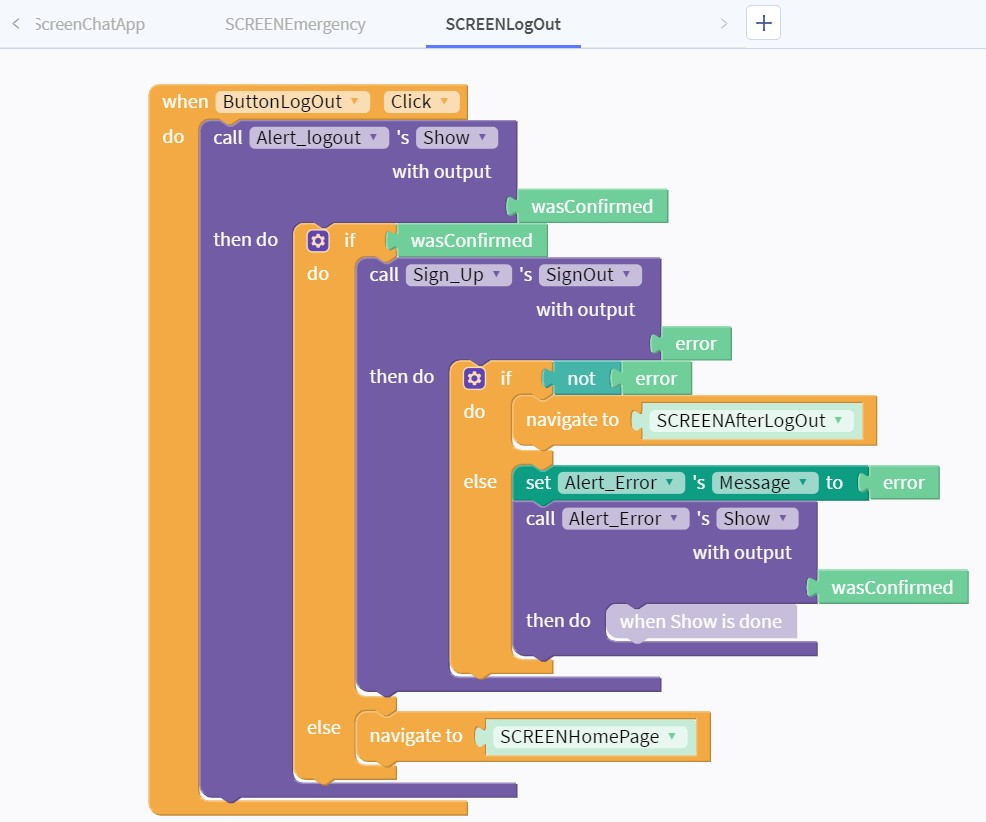 ScreenChatApp SCREENEmergency SCREENLogOut
when ButtonLogOut Click
do call Alert_logout 's Show
with output
wasConfirmed
then do if wasConfirmed
do call Sign_Up 's SignOut
with output
error
then do if not error
do navigate to SCREENAfterLogOut
else set Alert_Error 's Message to error
call Alert_Error 's Show
with output
wasConfirmed
then do when Show is done
else navigate to SCREENHomePage